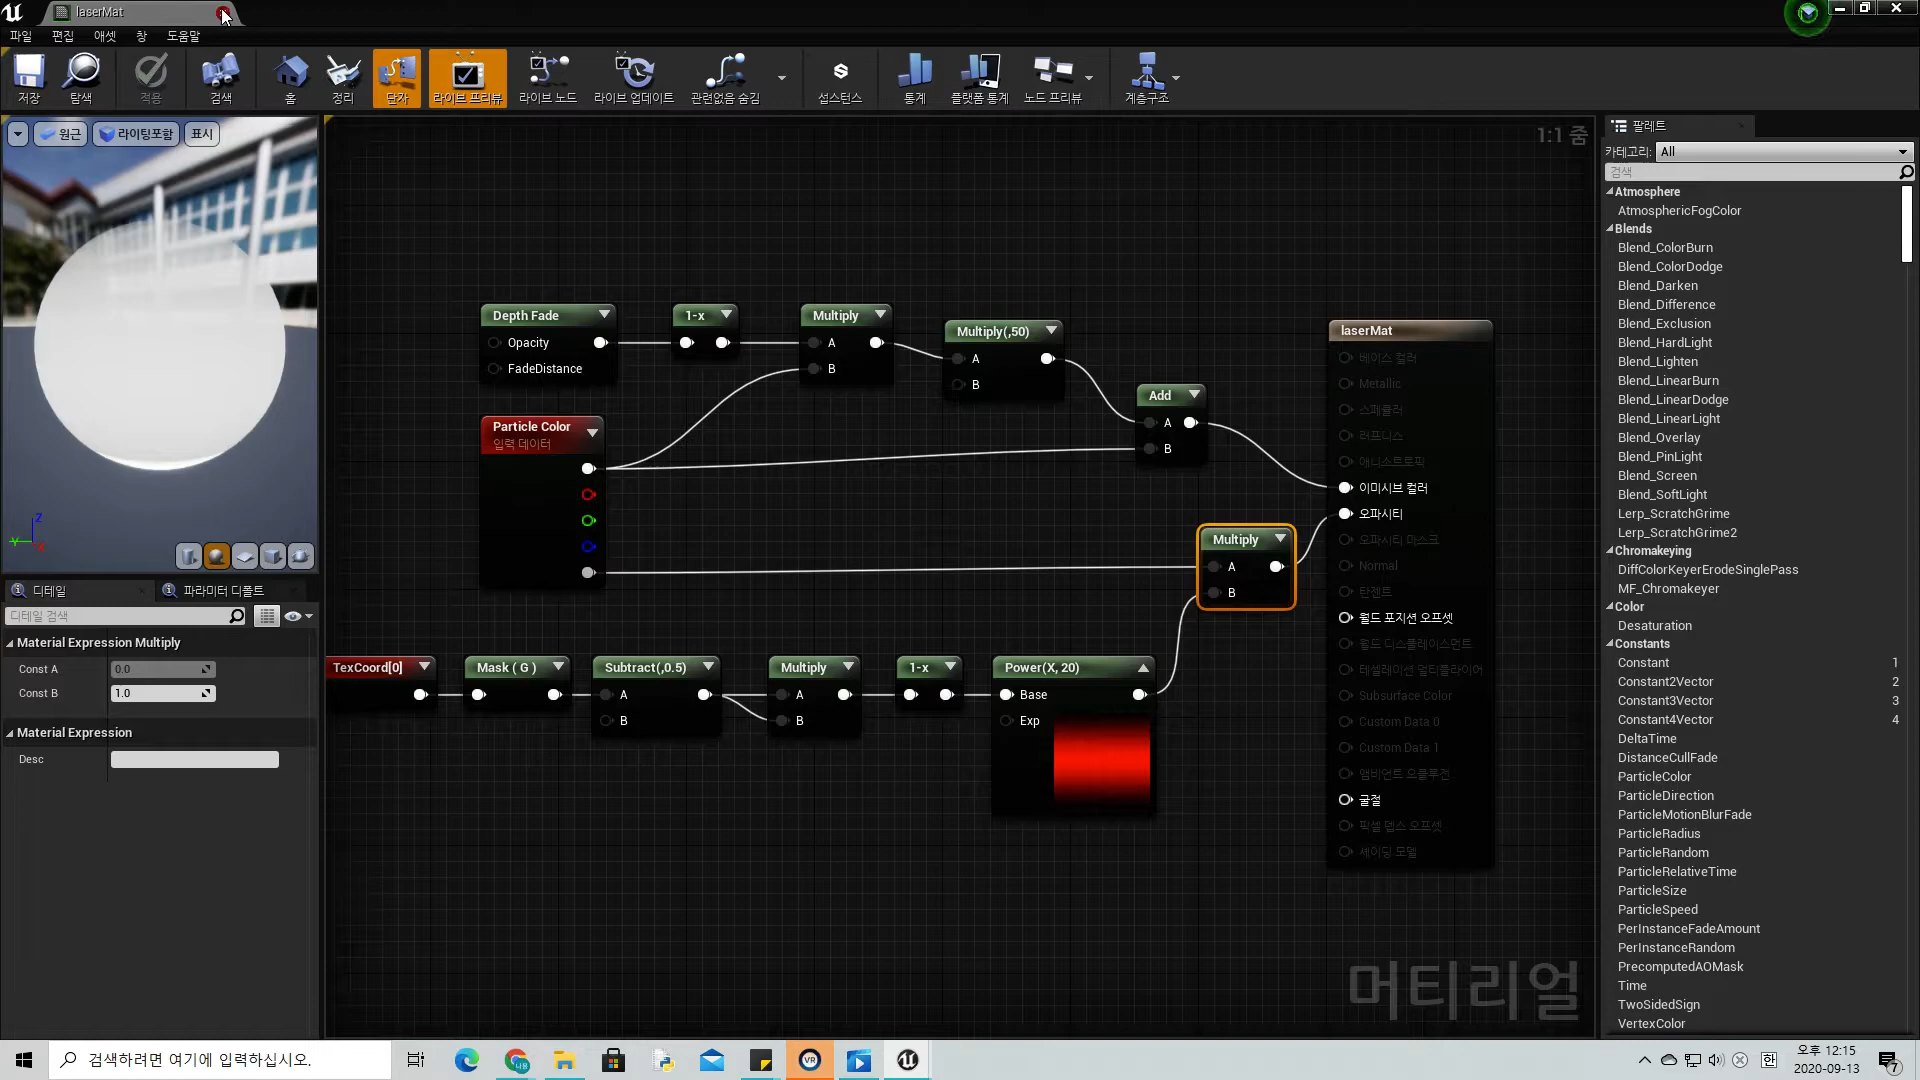 laserMat
파일 편집 애셋 창 도움말
저장 탐색 적용 검색 홈 정리 단자 라이브 프리뷰 라이브 노드 라이브 업데이트 관련없음 숨김 섭스턴스 통계 플랫폼 통계 노드 프리뷰 계층구조
S
원근 라이팅포함 표시
Z
Y
X
디테일 파라미터 디폴트
디테일 검색
Material Expression Multiply
Const A 0.0
Const B 1.0
Material Expression
Desc
1:1 줌
Depth Fade
Opacity
FadeDistance
1-x
Multiply
A
B
Multiply(,50)
A
B
Particle Color
입력 데이터
Add
A
B
Multiply
A
B
TexCoord[0]
Mask ( G )
Subtract(,0.5)
A
B
Multiply
A
B
1-x
Power(X, 20)
Base
Exp
laserMat
베이스 컬러
Metallic
스페큘러
러프니스
애니스트로픽
이미시브 컬러
오파시티
오파시티 마스크
Normal
탄젠트
월드 포지션 오프셋
월드 디스플레이스먼트
테셀레이션 멀티플라이어
Subsurface Color
Custom Data 0
Custom Data 1
앰비언트 오클루전
굴절
픽셀 뎁스 오프셋
셰이딩 모델
머티리얼
팔레트
카테고리: All
검색
Atmosphere
AtmosphericFogColor
Blends
Blend_ColorBurn
Blend_ColorDodge
Blend_Darken
Blend_Difference
Blend_Exclusion
Blend_HardLight
Blend_Lighten
Blend_LinearBurn
Blend_LinearDodge
Blend_LinearLight
Blend_Overlay
Blend_PinLight
Blend_Screen
Blend_SoftLight
Lerp_ScratchGrime
Lerp_ScratchGrime2
Chromakeying
DiffColorKeyerErodeSinglePass
MF_Chromakeyer
Color
Desaturation
Constants
Constant 1
Constant2Vector 2
Constant3Vector 3
Constant4Vector 4
DeltaTime
DistanceCullFade
ParticleColor
ParticleDirection
ParticleMotionBlurFade
ParticleRadius
ParticleRandom
ParticleRelativeTime
ParticleSize
ParticleSpeed
PerInstanceFadeAmount
PerInstanceRandom
PrecomputedAOMask
Time
TwoSidedSign
VertexColor
검색하려면 여기에 입력하십시오.
나윤
VR
한
오후 12:15
2020-09-13
7